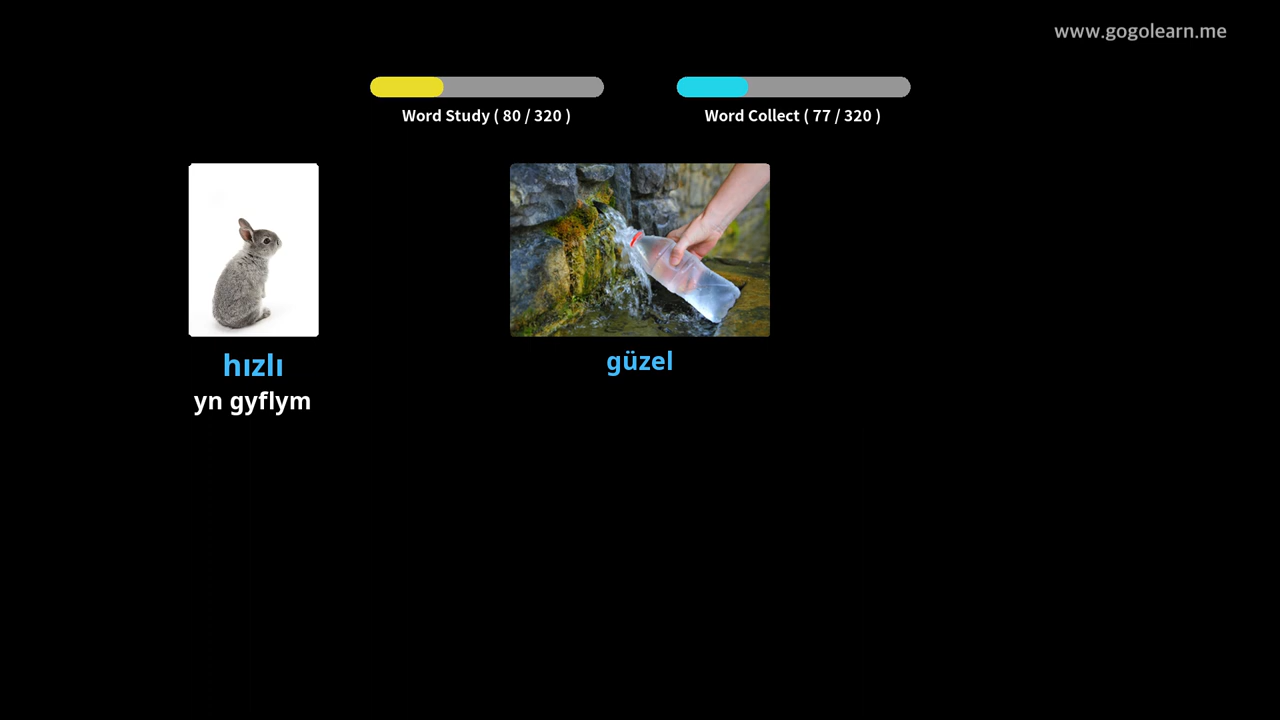 www.gogolearn.me
Word Study ( 80 / 320 )
Word Collect ( 77 / 320 )
hızlı
yn gyflym
güzel